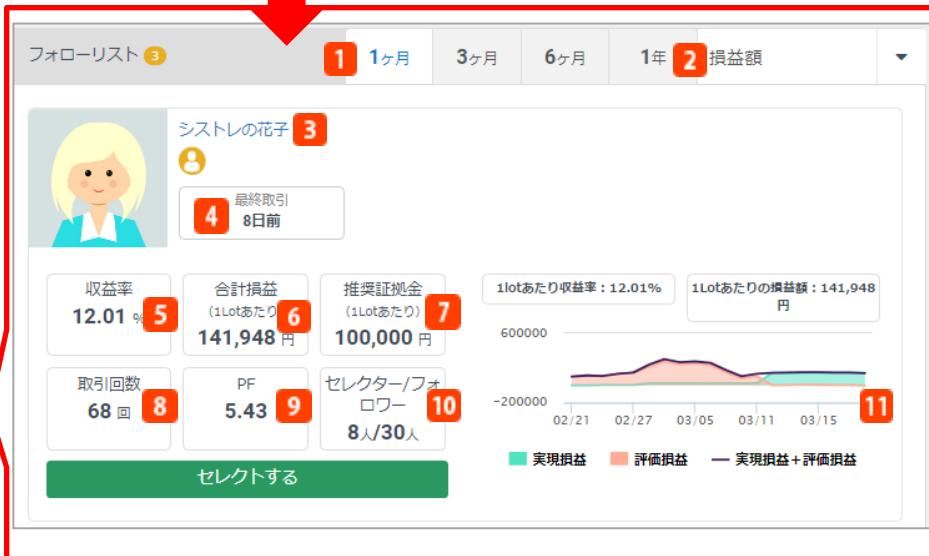 フォローリスト 3
1 1ヶ月 3ヶ月 6ヶ月 1年 2 損益額
シストレの花子 3
最終取引
4 8日前
収益率
12.01 % 5
合計損益
(1Lotあたり) 6
141,948 円
推奨証拠金
(1Lotあたり) 7
100,000 円
取引回数
68 回 8
PF
5.43 9
セレクター/フォ
ロワー 10
8人/30人
セレクトする
1lotあたり収益率：12.01%
1Lotあたりの損益額：141,948
円
600000
-200000
02/21 02/27 03/05 03/11 03/15
11
実現損益 評価損益 実現損益＋評価損益